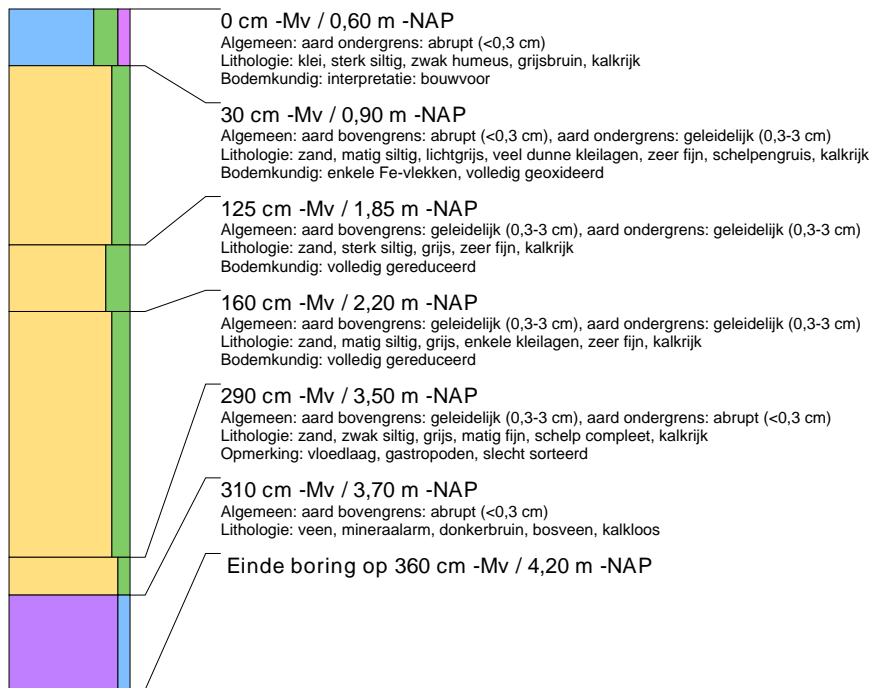 0 cm -Mv / 0,60 m -NAP
Algemeen: aard ondergrens: abrupt (<0,3 cm)
Lithologie: klei, sterk siltig, zwak humeus, grijsbruin, kalkrijk
Bodemkundig: interpretatie: bouwvoor
30 cm -Mv / 0,90 m -NAP
Algemeen: aard bovengrens: abrupt (<0,3 cm), aard ondergrens: geleidelijk (0,3-3 cm)
Lithologie: zand, matig siltig, lichtgrijs, veel dunne kleilagen, zeer fijn, schelpengruis, kalkrijk
Bodemkundig: enkele Fe-vlekken, volledig geoxideerd
125 cm -Mv / 1,85 m -NAP
Algemeen: aard bovengrens: geleidelijk (0,3-3 cm), aard ondergrens: geleidelijk (0,3-3 cm)
Lithologie: zand, sterk siltig, grijs, zeer fijn, kalkrijk
Bodemkundig: volledig gereduceerd
160 cm -Mv / 2,20 m -NAP
Algemeen: aard bovengrens: geleidelijk (0,3-3 cm), aard ondergrens: geleidelijk (0,3-3 cm)
Lithologie: zand, matig siltig, grijs, enkele kleilagen, zeer fijn, kalkrijk
Bodemkundig: volledig gereduceerd
290 cm -Mv / 3,50 m -NAP
Algemeen: aard bovengrens: geleidelijk (0,3-3 cm), aard ondergrens: abrupt (<0,3 cm)
Lithologie: zand, zwak siltig, grijs, matig fijn, schelp compleet, kalkrijk
Opmerking: vloedlaag, gastropoden, slecht sorteerd
310 cm -Mv / 3,70 m -NAP
Algemeen: aard bovengrens: abrupt (<0,3 cm)
Lithologie: veen, mineraalarm, donkerbruin, bosveen, kalkloos
Einde boring op 360 cm -Mv / 4,20 m -NAP